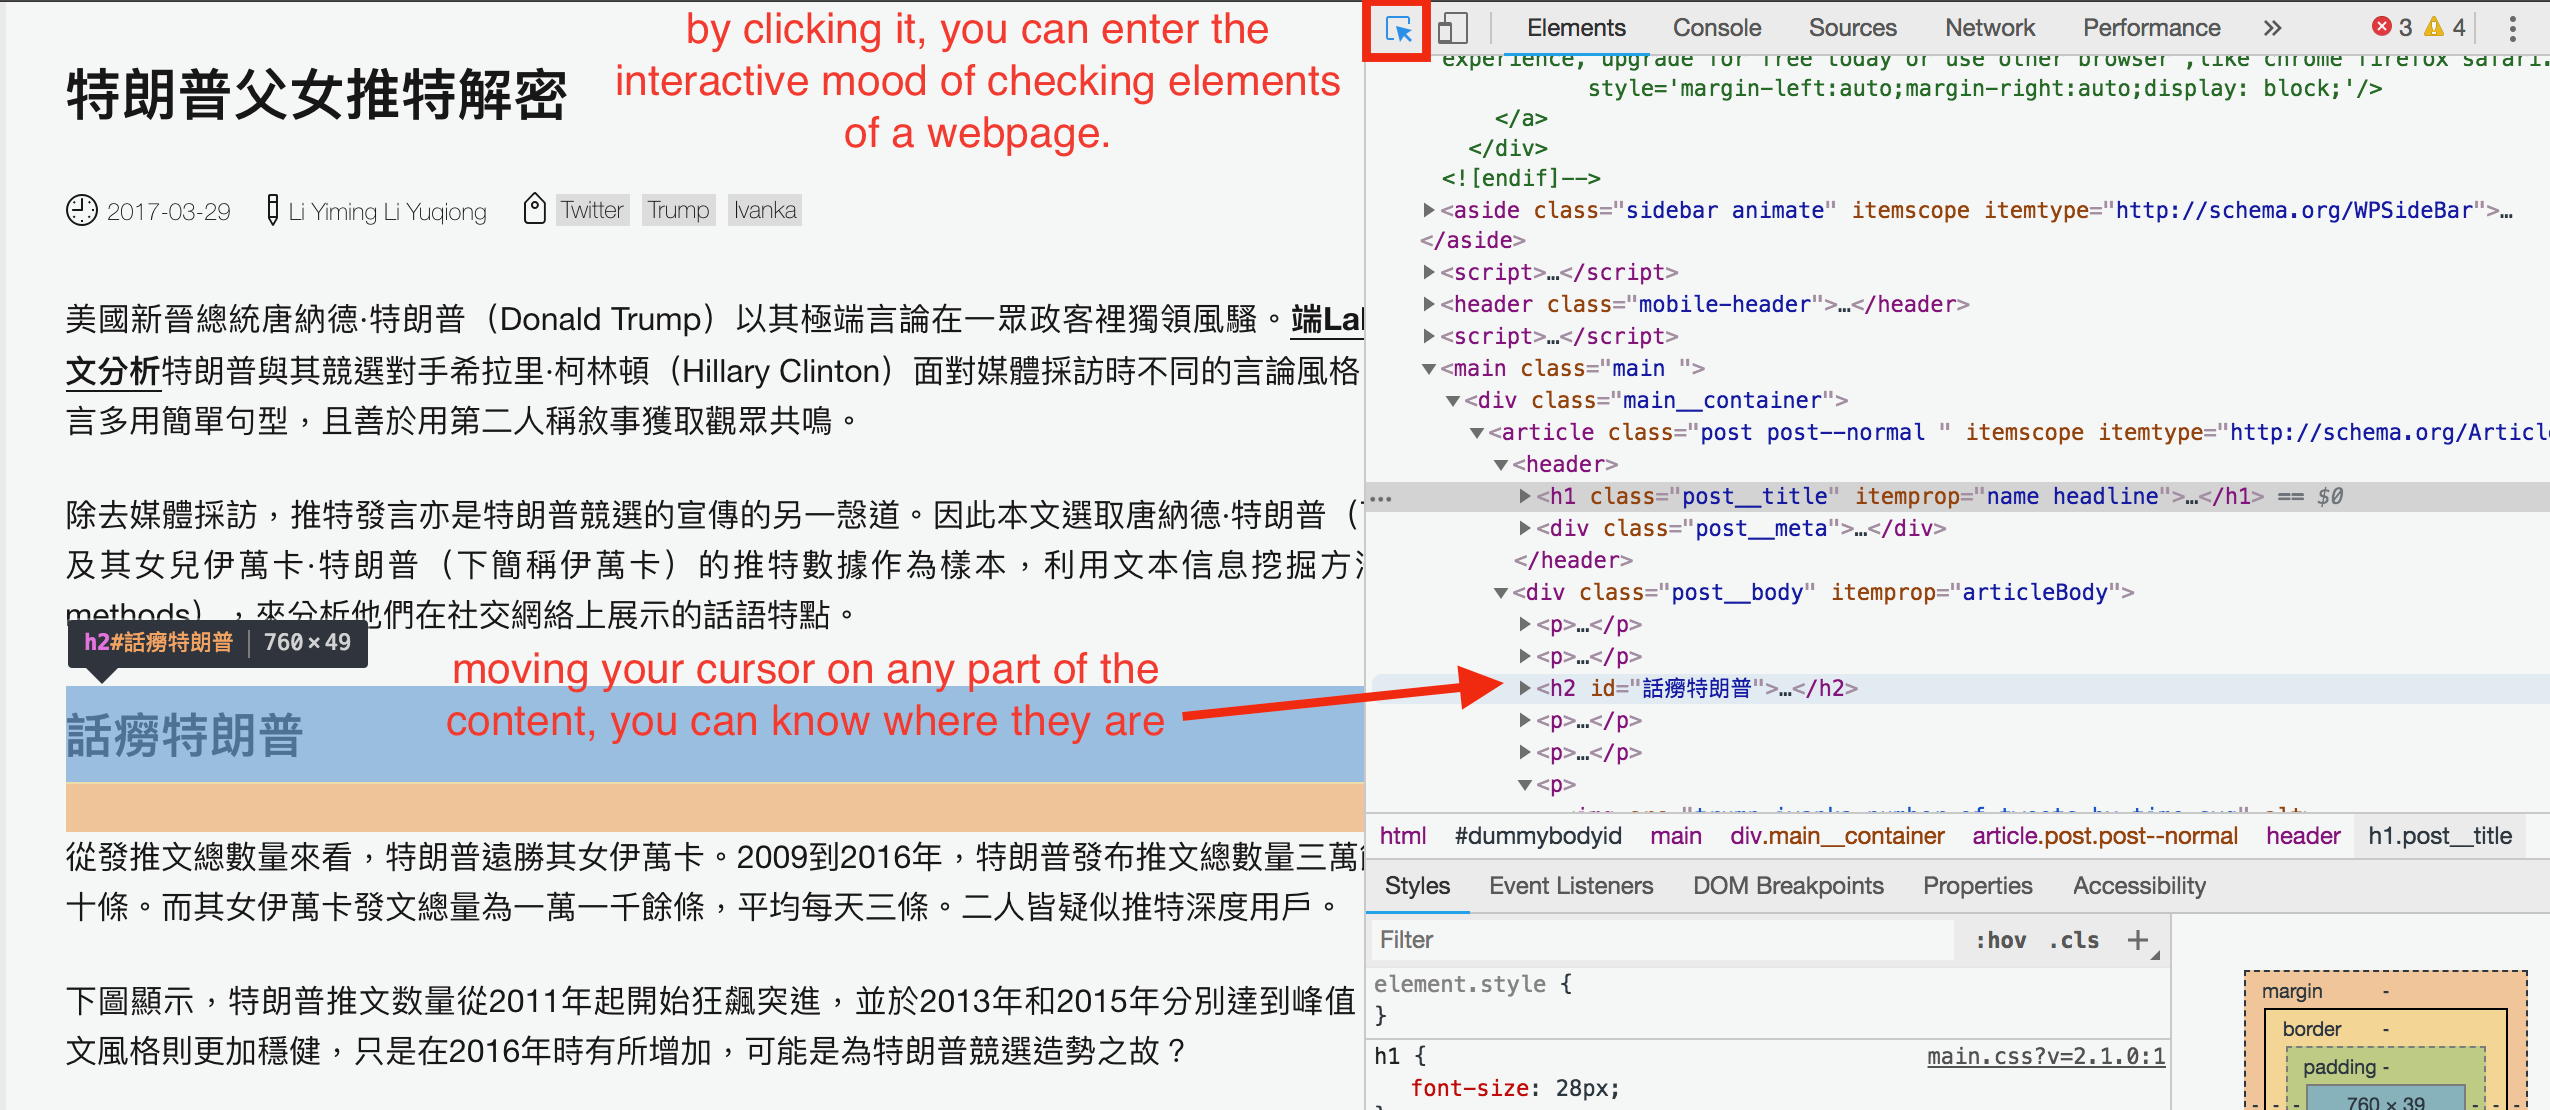 by clicking it, you can enter the
interactive mood of checking elements
of a webpage.
特朗普父女推特解密
2017-03-29 Li Yiming Li Yuqiong Twitter Trump Ivanka
美國新晉總統唐納德·特朗普（Donald Trump）以其極端言論在一眾政客裡獨領風騷。端Lab
文分析特朗普與其競選對手希拉里·柯林頓（Hillary Clinton）面對媒體採訪時不同的言論風格
言多用簡單句型，且善於用第二人稱敘事獲取觀眾共鳴。
除去媒體採訪，推特發言亦是特朗普競選的宣傳的另一愨道。因此本文選取唐納德·特朗普（
及其女兒伊萬卡·特朗普（下簡稱伊萬卡）的推特數據作為樣本，利用文本信息挖掘方法
methods），來分析他們在社交網絡上展示的話語特點。
h2#話癆特朗普 760 × 49
moving your cursor on any part of the
content, you can know where they are
話癆特朗普
從發推文總數量來看，特朗普遠勝其女伊萬卡。2009到2016年，特朗普發布推文總數量三萬
十條。而其女伊萬卡發文總量為一萬一千餘條，平均每天三條。二人皆疑似推特深度用戶。
下圖顯示，特朗普推文数量從2011年起開始狂飆突進，並於2013年和2015年分別達到峰值
文風格則更加穩健，只是在2016年時有所增加，可能是為特朗普競選造勢之故？
Elements Console Sources Network Performance » 3 4
experience, upgrade for free today or use other browser ,like chrome firefox safari.
style='margin-left:auto;margin-right:auto;display: block;'/>
</a>
</div>
<![endif]-->
<aside class="sidebar animate" itemscope itemtype="http://schema.org/WPSideBar">…
</aside>
<script>…</script>
<header class="mobile-header">…</header>
<script>…</script>
<main class="main ">
<div class="main__container">
<article class="post post--normal " itemscope itemtype="http://schema.org/Articl
<header>
… <h1 class="post__title" itemprop="name headline">…</h1> == $0
<div class="post__meta">…</div>
</header>
<div class="post__body" itemprop="articleBody">
<p>…</p>
<p>…</p>
<h2 id="話癆特朗普">…</h2>
<p>…</p>
<p>…</p>
<p>
html #dummybodyid main div.main__container article.post.post--normal header h1.post__title
Styles Event Listeners DOM Breakpoints Properties Accessibility
Filter :hov .cls +
element.style {
}
h1 { main.css?v=2.1.0:1
font-size: 28px;
margin -
border -
padding -
760 × 39